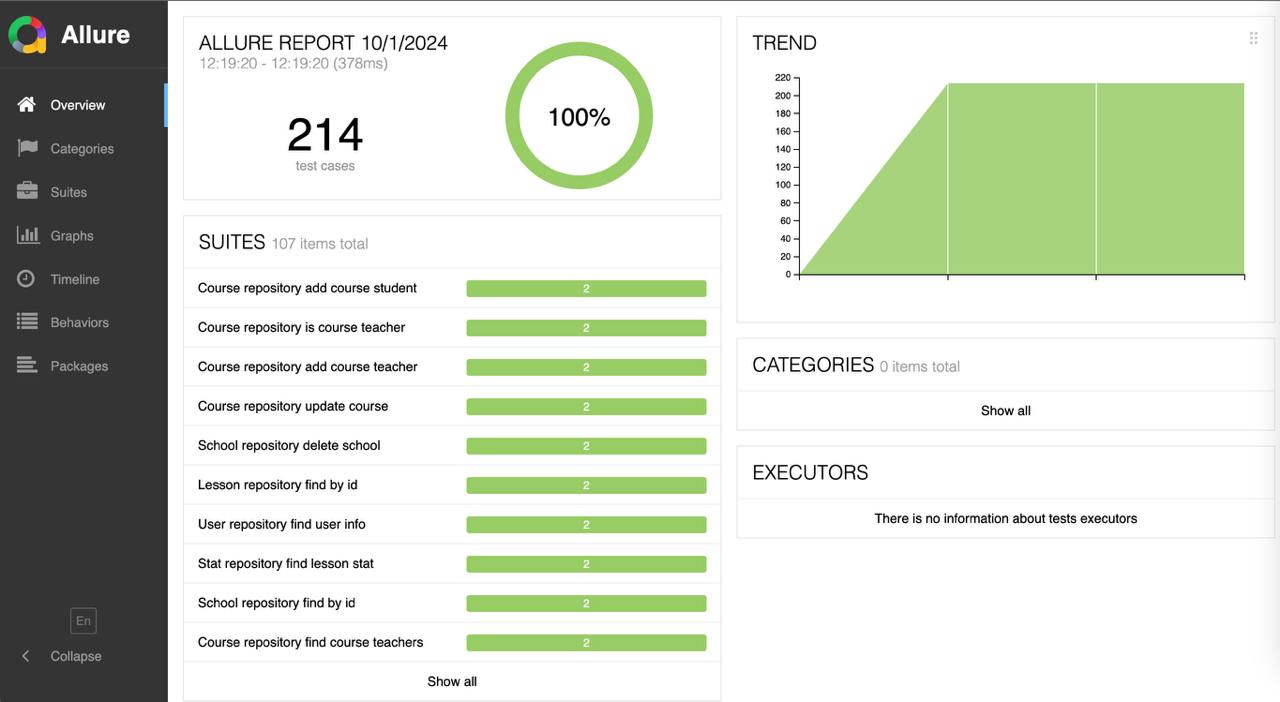 Allure
Overview
Categories
Suites
Graphs
Timeline
Behaviors
Packages
En
Collapse
ALLURE REPORT 10/1/2024
12:19:20 - 12:19:20 (378ms)
214
test cases
100%
SUITES 107 items total
Course repository add course student 2
Course repository is course teacher 2
Course repository add course teacher 2
Course repository update course 2
School repository delete school 2
Lesson repository find by id 2
User repository find user info 2
Stat repository find lesson stat 2
School repository find by id 2
Course repository find course teachers 2
Show all
TREND
220
200
180
160
140
120
100
80
60
40
20
0
CATEGORIES 0 items total
Show all
EXECUTORS
There is no information about tests executors